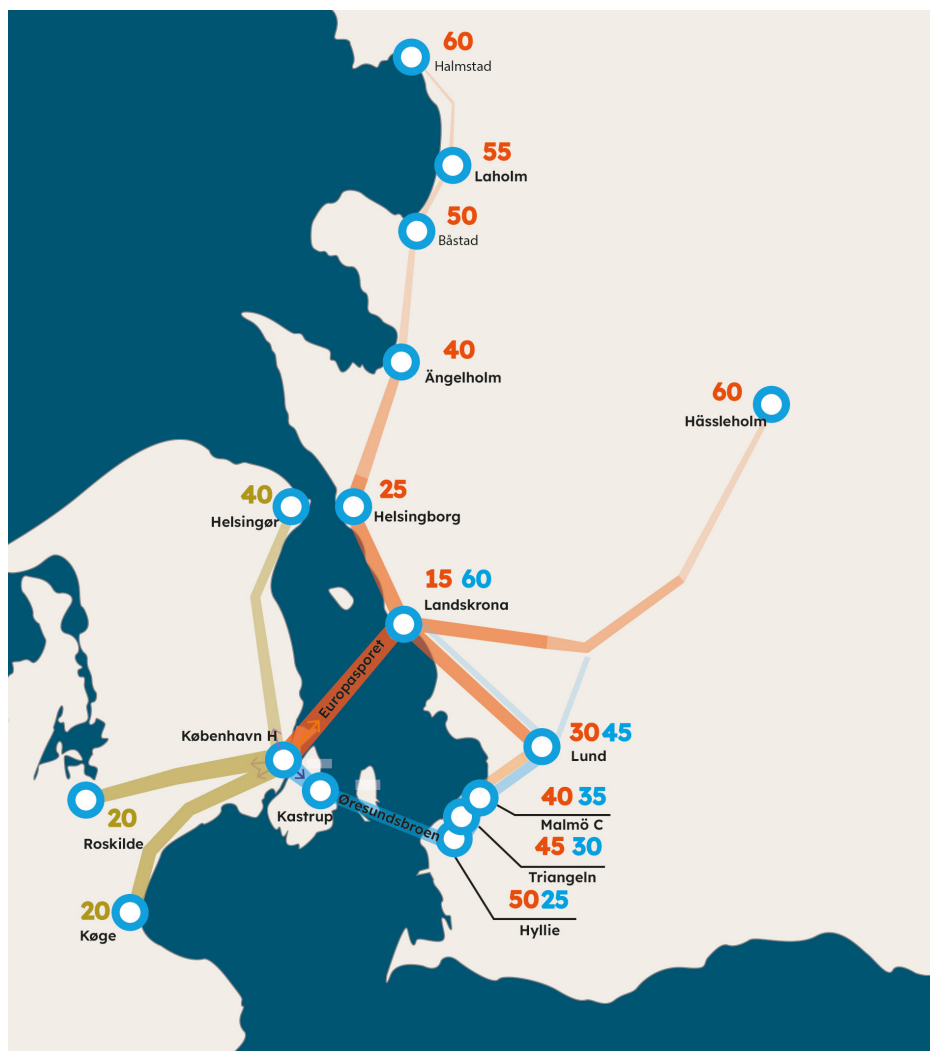 60
Halmstad
55
Laholm
50
Båstad
40
Ängelholm
60
Hässleholm
40
Helsingør
25
Helsingborg
15 60
Landskrona
Europasporet
København H
30 45
Lund
Kastrup
Øresundsbroen
20
Roskilde
40 35
Malmö C
45 30
Triangeln
50 25
Hyllie
20
Køge